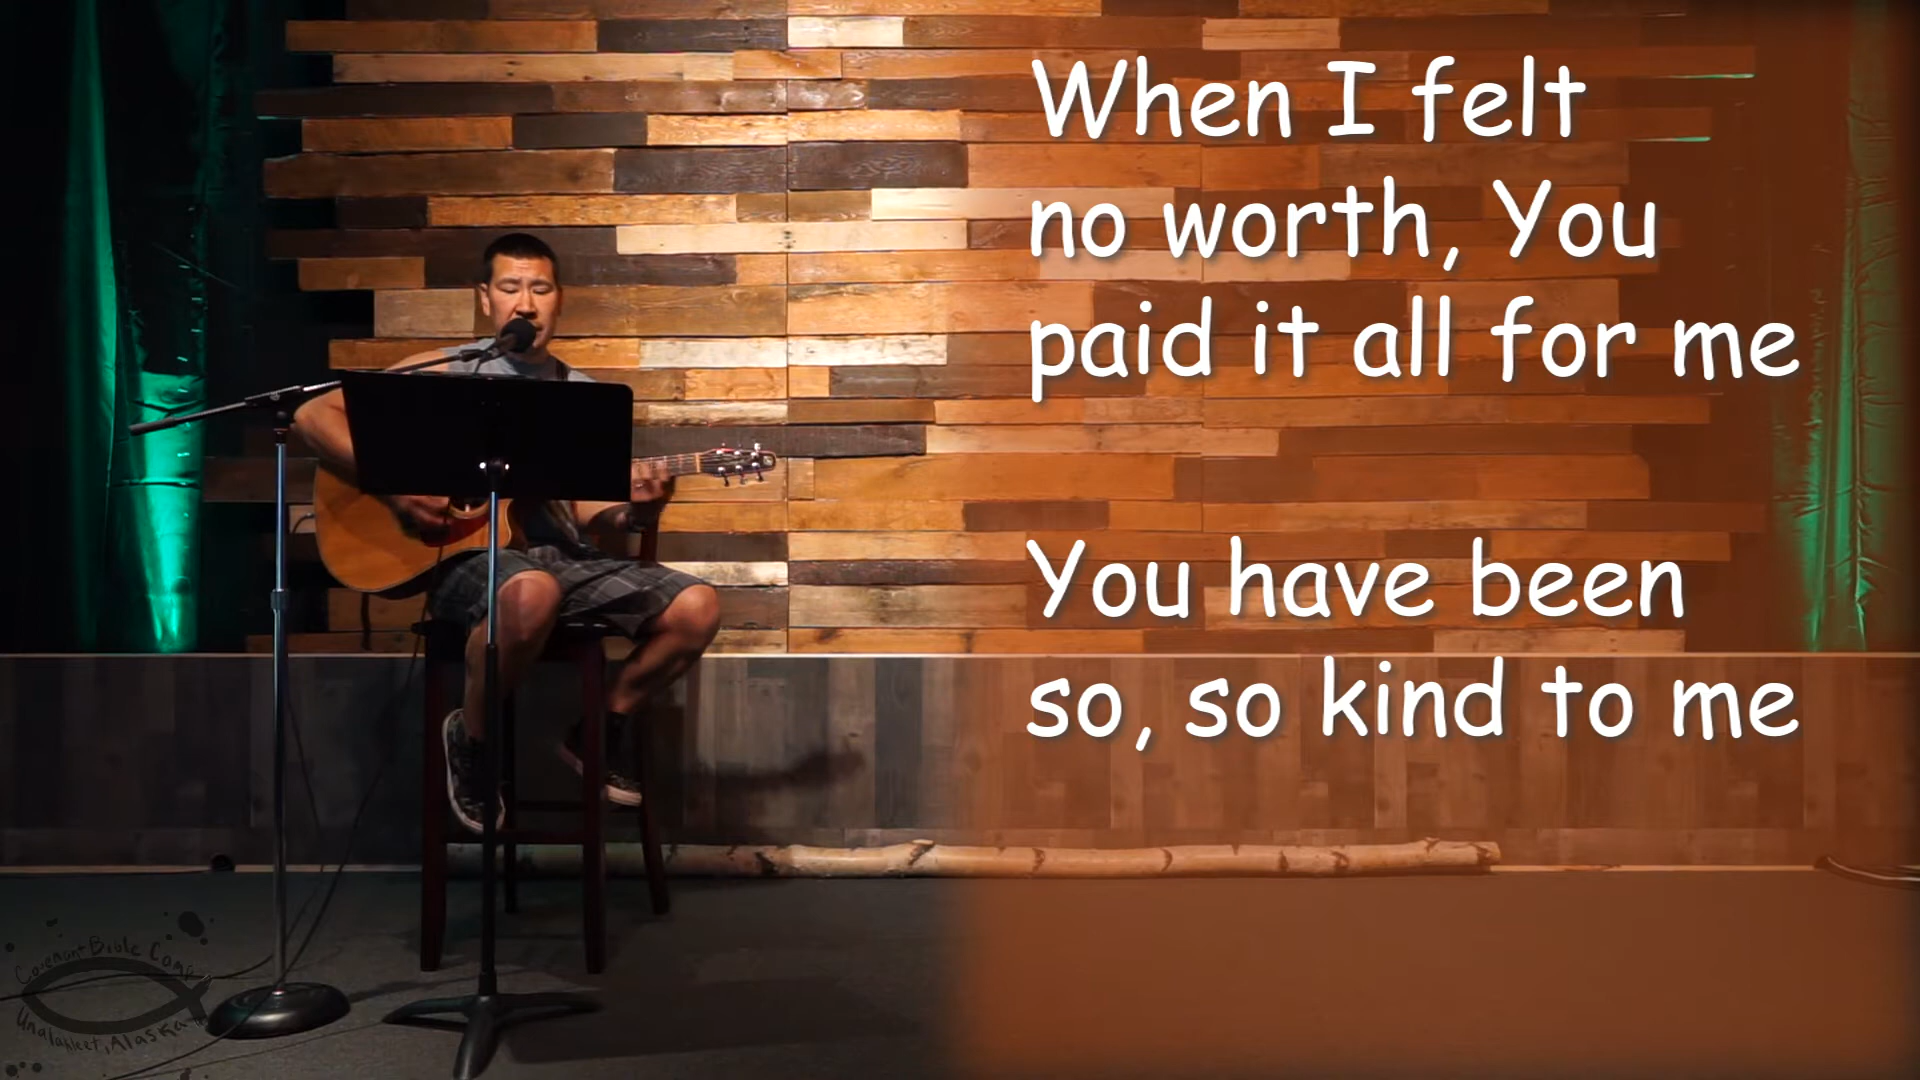 When I felt
no worth, You
paid it all for me
You have been
so, so kind to me
Covenant Bible Camp
Unalakleet, Alaska